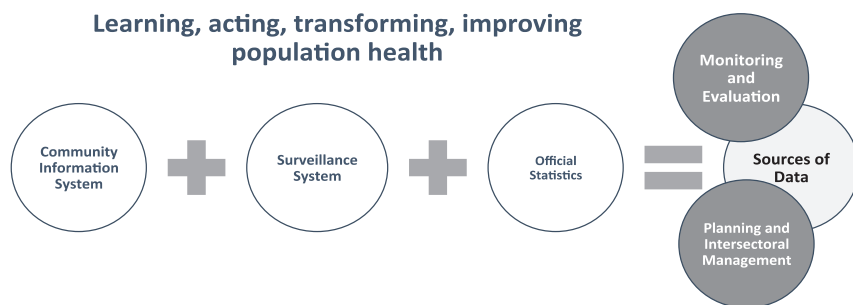 Learning, acting, transforming, improving
population health
Community
Information
System
Surveillance
System
Official
Statistics
Monitoring
and
Evaluation
Sources of
Data
Planning and
Intersectoral
Management